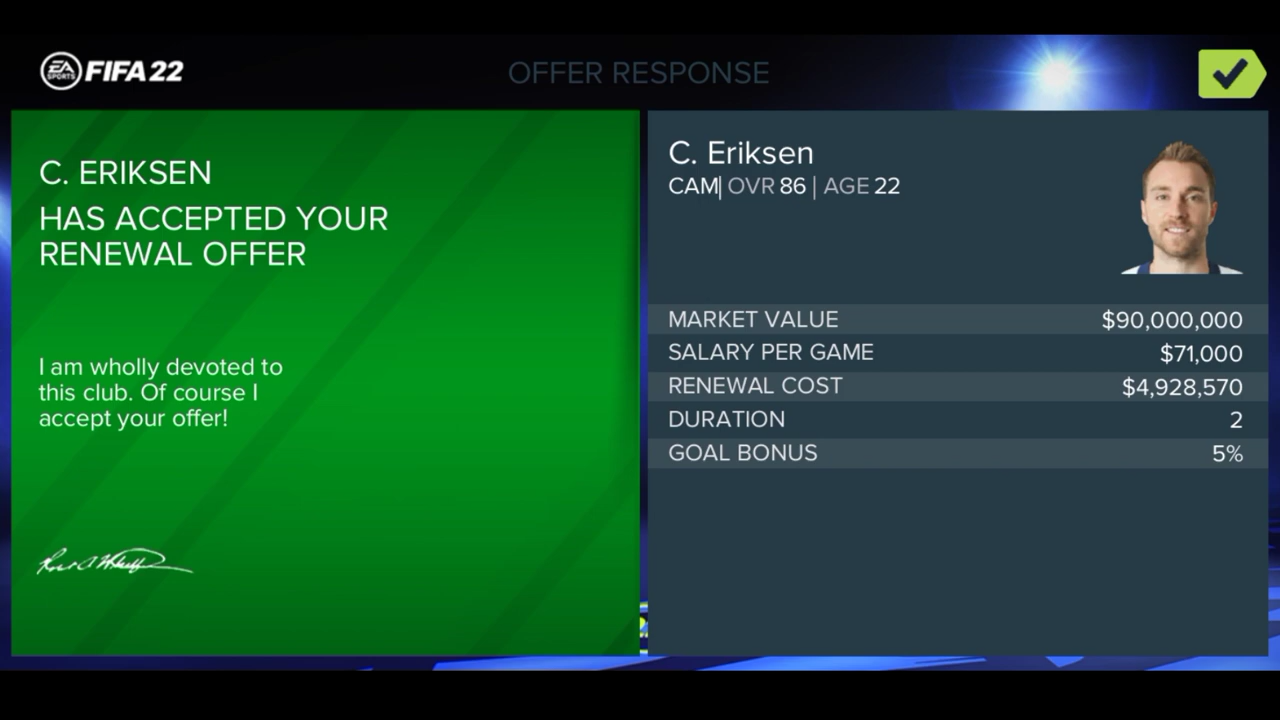 EA SPORTS FIFA 22
OFFER RESPONSE
C. ERIKSEN
HAS ACCEPTED YOUR
RENEWAL OFFER
I am wholly devoted to
this club. Of course I
accept your offer!
C. Eriksen
CAM| OVR 86 | AGE 22
MARKET VALUE $90,000,000
SALARY PER GAME $71,000
RENEWAL COST $4,928,570
DURATION 2
GOAL BONUS 5%